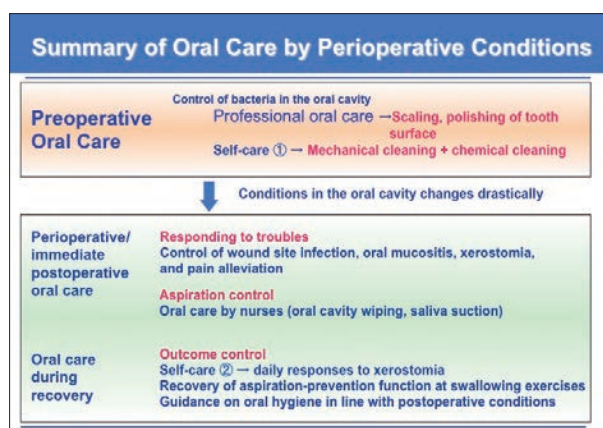 Summary of Oral Care by Perioperative Conditions
Preoperative
Oral Care
Control of bacteria in the oral cavity
Professional oral care →Scaling, polishing of tooth
surface
Self-care ① → Mechanical cleaning + chemical cleaning
Conditions in the oral cavity changes drastically
Perioperative/
immediate
postoperative
oral care
Responding to troubles
Control of wound site infection, oral mucositis, xerostomia,
and pain alleviation
Aspiration control
Oral care by nurses (oral cavity wiping, saliva suction)
Oral care
during
recovery
Outcome control
Self-care ② → daily responses to xerostomia
Recovery of aspiration-prevention function at swallowing exercises
Guidance on oral hygiene in line with postoperative conditions